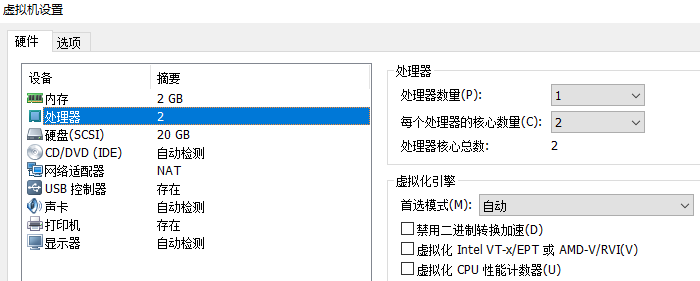 虚拟机设置
硬件 选项
设备 摘要
内存 2 GB
处理器 2
硬盘(SCSI) 20 GB
CD/DVD (IDE) 自动检测
网络适配器 NAT
USB 控制器 存在
声卡 自动检测
打印机 存在
显示器 自动检测
处理器
处理器数量(P): 1
每个处理器的核心数量(C): 2
处理器核心总数: 2
虚拟化引擎
首选模式(M): 自动
禁用二进制转换加速(D)
虚拟化 Intel VT-x/EPT 或 AMD-V/RVI(V)
虚拟化 CPU 性能计数器(U)